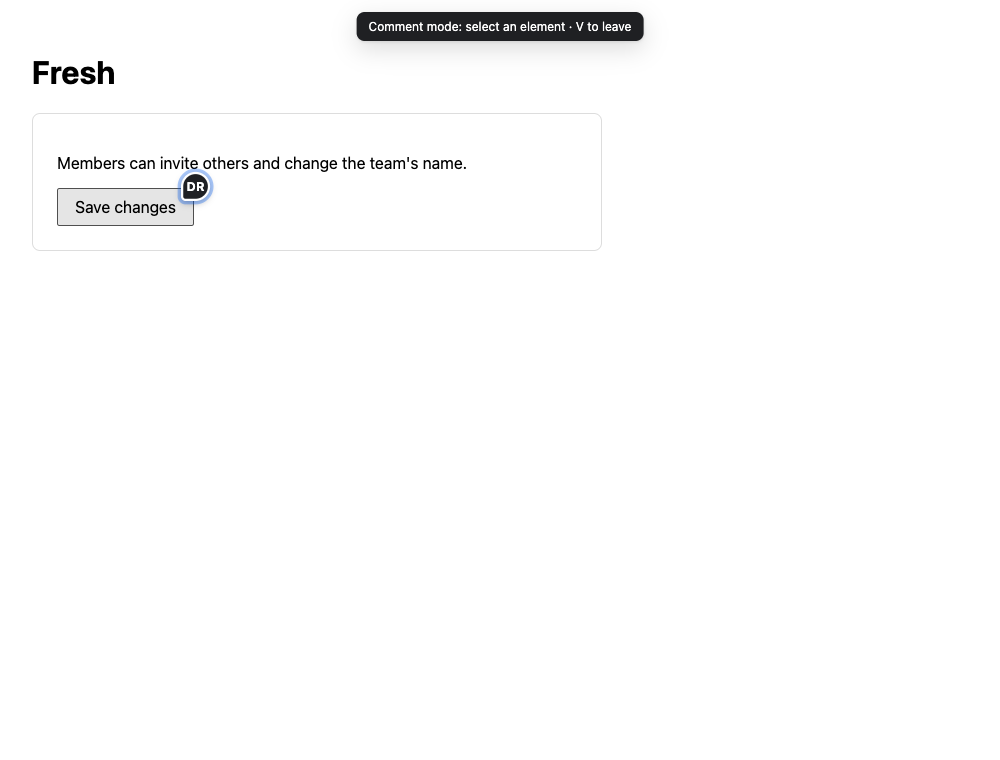 Comment mode: select an element · V to leave
Fresh
Members can invite others and change the team's name.
DR
Save changes